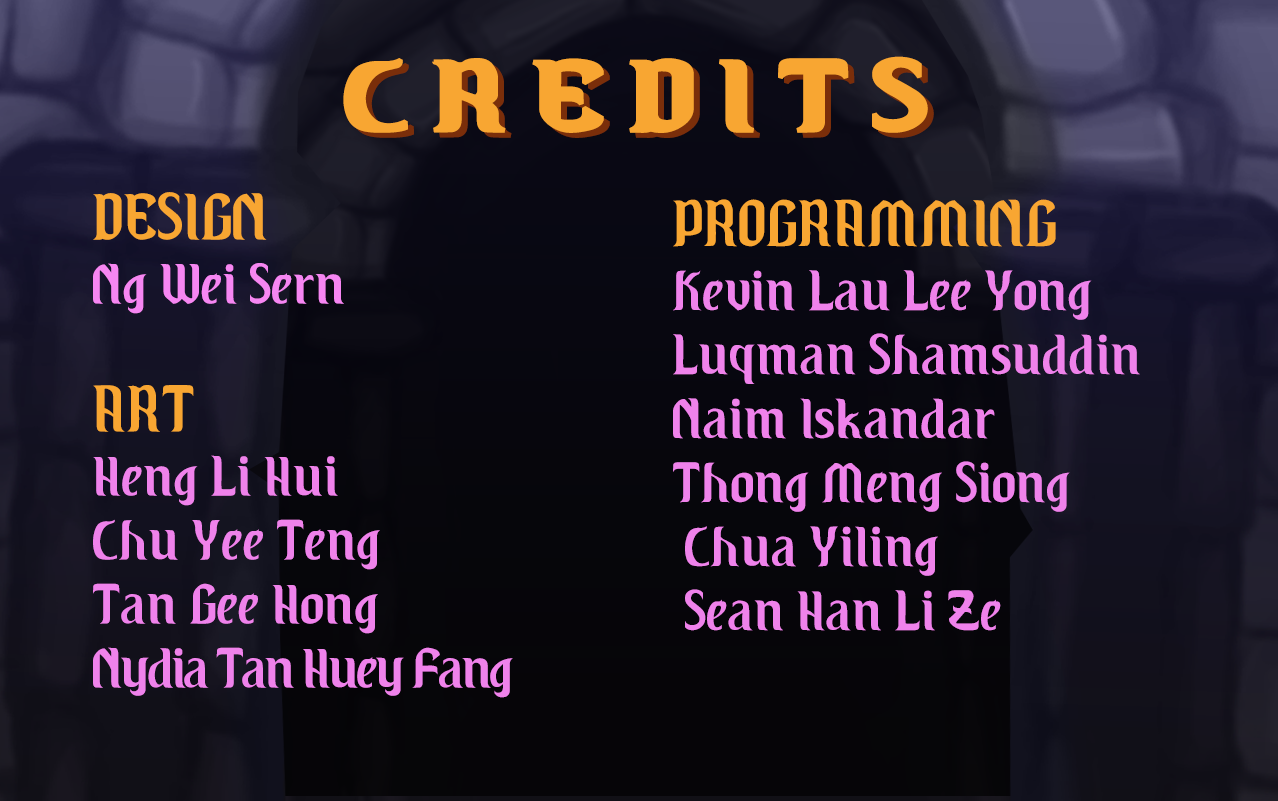 CREDITS
DESIGN
Ng Wei Sern
ART
Heng Li Hui
Chu Yee Teng
Tan Gee Hong
Nydia Tan Huey Fang
PROGRAMMING
Kevin Lau Lee Yong
Luqman Shamsuddin
Naim Iskandar
Thong Meng Siong
Chua Yiling
Sean Han Li Ze